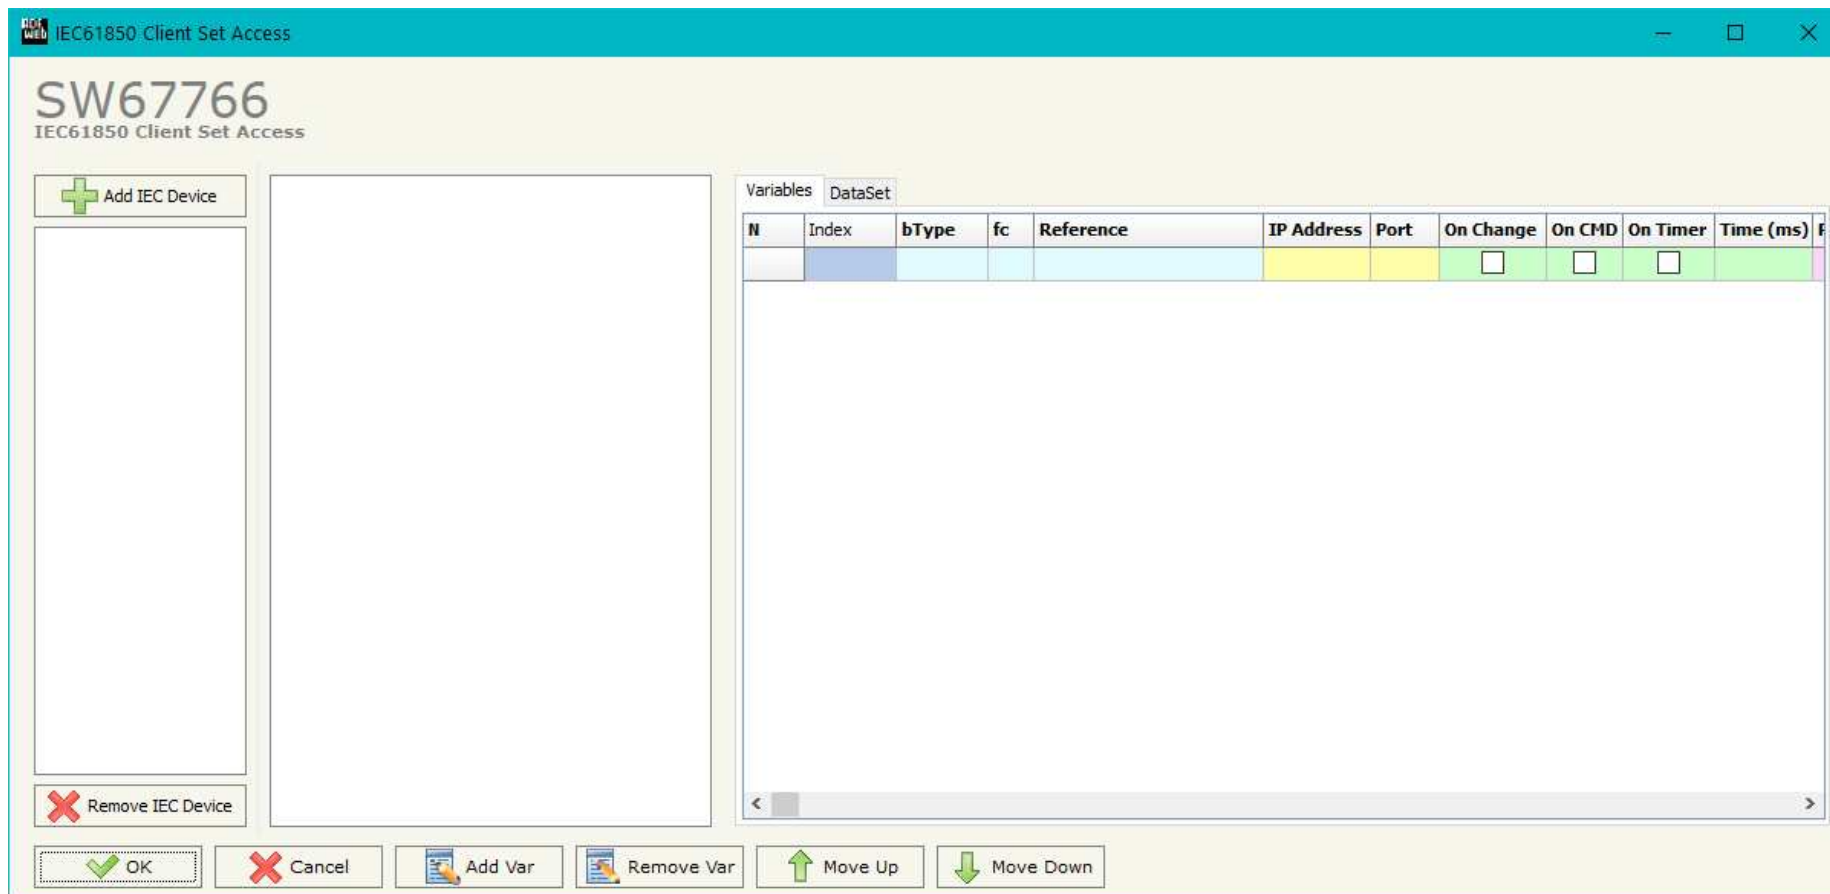 ADF WEB IEC61850 Client Set Access
SW67766
IEC61850 Client Set Access
Add IEC Device
Remove IEC Device
Variables DataSet
N Index bType fc Reference IP Address Port On Change On CMD On Timer Time (ms)
OK Cancel Add Var Remove Var Move Up Move Down